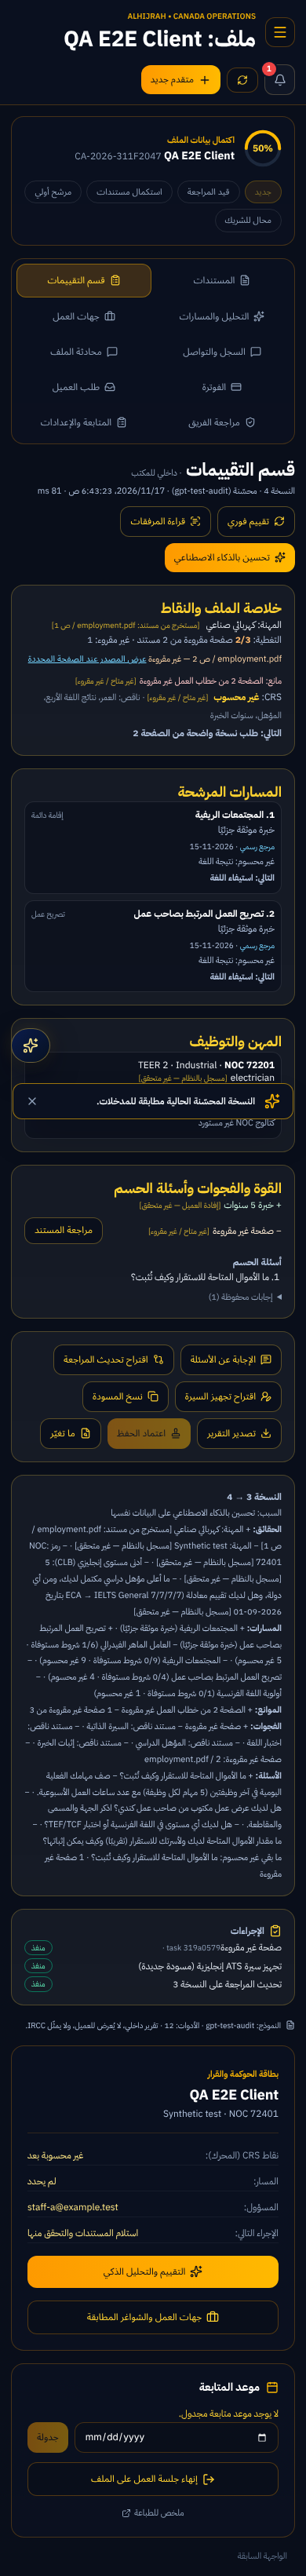 ALHIJRAH • CANADA OPERATIONS
ملف: QA E2E Client
1
متقدم جديد
50%
اكتمال بيانات الملف
QA E2E Client CA-2026-311F2047
جديد
قيد المراجعة
استكمال مستندات
مرشح أولي
محال للشريك
المستندات
قسم التقييمات
التحليل والمسارات
جهات العمل
السجل والتواصل
محادثة الملف
الفوترة
طلب العميل
مراجعة الفريق
المتابعة والإعدادات
قسم التقييمات · داخلي للمكتب
النسخة 4 · محسّنة (gpt-test-audit) · 2026/11/17، 6:43:23 ص · 81 ms
تقييم فوري
قراءة المرفقات
تحسين بالذكاء الاصطناعي
خلاصة الملف والنقاط
المهنة: كهربائي صناعي [مستخرج من مستند: employment.pdf / ص 1]
التغطية: 2/3 صفحة مقروءة من 2 مستند · غير مقروء: 1
employment.pdf / ص 2 — غير مقروءة عرض المصدر عند الصفحة المحددة
مانع: الصفحة 2 من خطاب العمل غير مقروءة [غير متاح / غير مقروء]
CRS: غير محسوب [غير متاح / غير مقروء] · ناقص: العمر، نتائج اللغة الأربع،
المؤهل، سنوات الخبرة
التالي: طلب نسخة واضحة من الصفحة 2
المسارات المرشحة
1. المجتمعات الريفية
إقامة دائمة
خبرة موثقة جزئيًا
مرجع رسمي · 2026-11-15
غير محسوم: نتيجة اللغة
التالي: استيفاء اللغة
2. تصريح العمل المرتبط بصاحب عمل
تصريح عمل
خبرة موثقة جزئيًا
مرجع رسمي · 2026-11-15
غير محسوم: نتيجة اللغة
التالي: استيفاء اللغة
المهن والتوظيف
NOC 72201 · TEER 2 · Industrial
electrician [مسجل بالنظام — غير متحقق]
النسخة المحسّنة الحالية مطابقة للمدخلات.
كتالوج NOC غير مستورد
القوة والفجوات وأسئلة الحسم
+ خبرة 5 سنوات [إفادة العميل — غير متحقق]
− صفحة غير مقروءة [غير متاح / غير مقروء]
مراجعة المستند
أسئلة الحسم
1. ما الأموال المتاحة للاستقرار وكيف تُثبت؟
إجابات محفوظة (1)
الإجابة عن الأسئلة
اقتراح تحديث المراجعة
اقتراح تجهيز السيرة
نسخ المسودة
تصدير التقرير
اعتماد الحفظ
ما تغيّر
النسخة 3 → 4
السبب: تحسين بالذكاء الاصطناعي على البيانات نفسها
الحقائق: + المهنة: كهربائي صناعي [مستخرج من مستند: employment.pdf /
ص 1] · − المهنة: Synthetic test [مسجل بالنظام — غير متحقق] · − رمز NOC:
72401 [مسجل بالنظام — غير متحقق] · − أدنى مستوى إنجليزي (CLB): 5
[مسجل بالنظام — غير متحقق] · − ما أعلى مؤهل دراسي مكتمل لديك، ومن أي
دولة، وهل لديك تقييم معادلة ECA → IELTS General 7/7/7/7) بتاريخ
2026-09-01 [مسجل بالنظام — غير متحقق]
المسارات: + المجتمعات الريفية (خبرة موثقة جزئيًا) · + تصريح العمل المرتبط
بصاحب عمل (خبرة موثقة جزئيًا) · − العامل الماهر الفيدرالي (1/6 شروط مستوفاة ·
5 غير محسوم) · − المجتمعات الريفية (0/9 شروط مستوفاة · 9 غير محسوم) · −
تصريح العمل المرتبط بصاحب عمل (0/4 شروط مستوفاة · 4 غير محسوم) · −
أولوية اللغة الفرنسية (0/1 شروط مستوفاة · 1 غير محسوم)
الموانع: + الصفحة 2 من خطاب العمل غير مقروءة · − 1 صفحة غير مقروءة من 3
الفجوات: + صفحة غير مقروءة · − مستند ناقص: السيرة الذاتية · − مستند ناقص:
اختبار اللغة · − مستند ناقص: المؤهل الدراسي · − مستند ناقص: إثبات الخبرة · −
صفحة غير مقروءة: employment.pdf / 2
الأسئلة: + ما الأموال المتاحة للاستقرار وكيف تُثبت؟ · − صف مهامك الفعلية
اليومية في آخر وظيفتين (5 مهام لكل وظيفة) مع عدد ساعات العمل الأسبوعية. · −
هل لديك عرض عمل مكتوب من صاحب عمل كندي؟ اذكر الجهة والمسمى
والمقاطعة. · − هل لديك أي مستوى في اللغة الفرنسية أو اختبار TEF/TCF؟ · −
ما مقدار الأموال المتاحة لديك ولأسرتك للاستقرار (تقريبًا) وكيف يمكن إثباتها؟
ما بقي غير محسوم: ما الأموال المتاحة للاستقرار وكيف تُثبت؟ · 1 صفحة غير
مقروءة
الإجراءات
صفحة غير مقروءة task 319a0579 ·
منفذ
تجهيز سيرة ATS إنجليزية (مسودة جديدة)
منفذ
تحديث المراجعة على النسخة 3
منفذ
النموذج: gpt-test-audit · الأدوات: 12 · تقرير داخلي، لا يُعرض للعميل، ولا يمثّل IRCC.
بطاقة الحوكمة والقرار
QA E2E Client
Synthetic test · NOC 72401
نقاط CRS (المحرك):
غير محسوبة بعد
المسار:
لم يحدد
المسؤول:
staff-a@example.test
الإجراء التالي:
استلام المستندات والتحقق منها
التقييم والتحليل الذكي
جهات العمل والشواغر المطابقة
موعد المتابعة
لا يوجد موعد متابعة مجدول.
mm/dd/yyyy
جدولة
إنهاء جلسة العمل على الملف
ملخص للطباعة
الواجهة السابقة